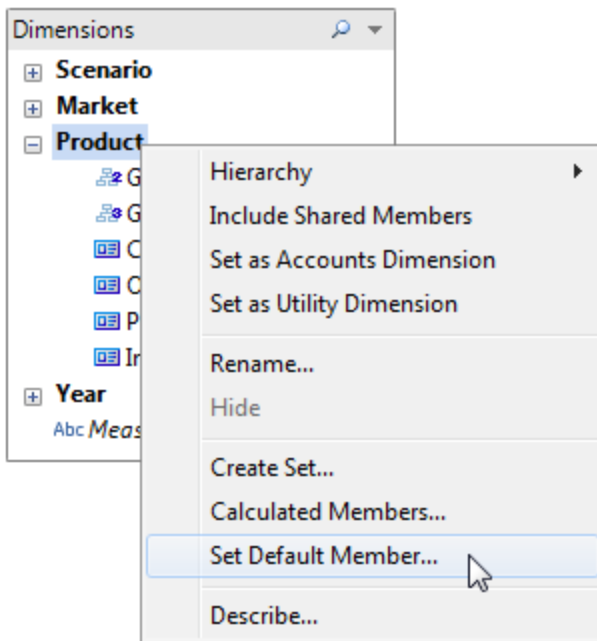 Dimensions
Scenario
Market
Product
Hierarchy
Include Shared Members
Set as Accounts Dimension
Set as Utility Dimension
Rename...
Hide
Year
Abc
Create Set...
Calculated Members...
Set Default Member...
Describe...